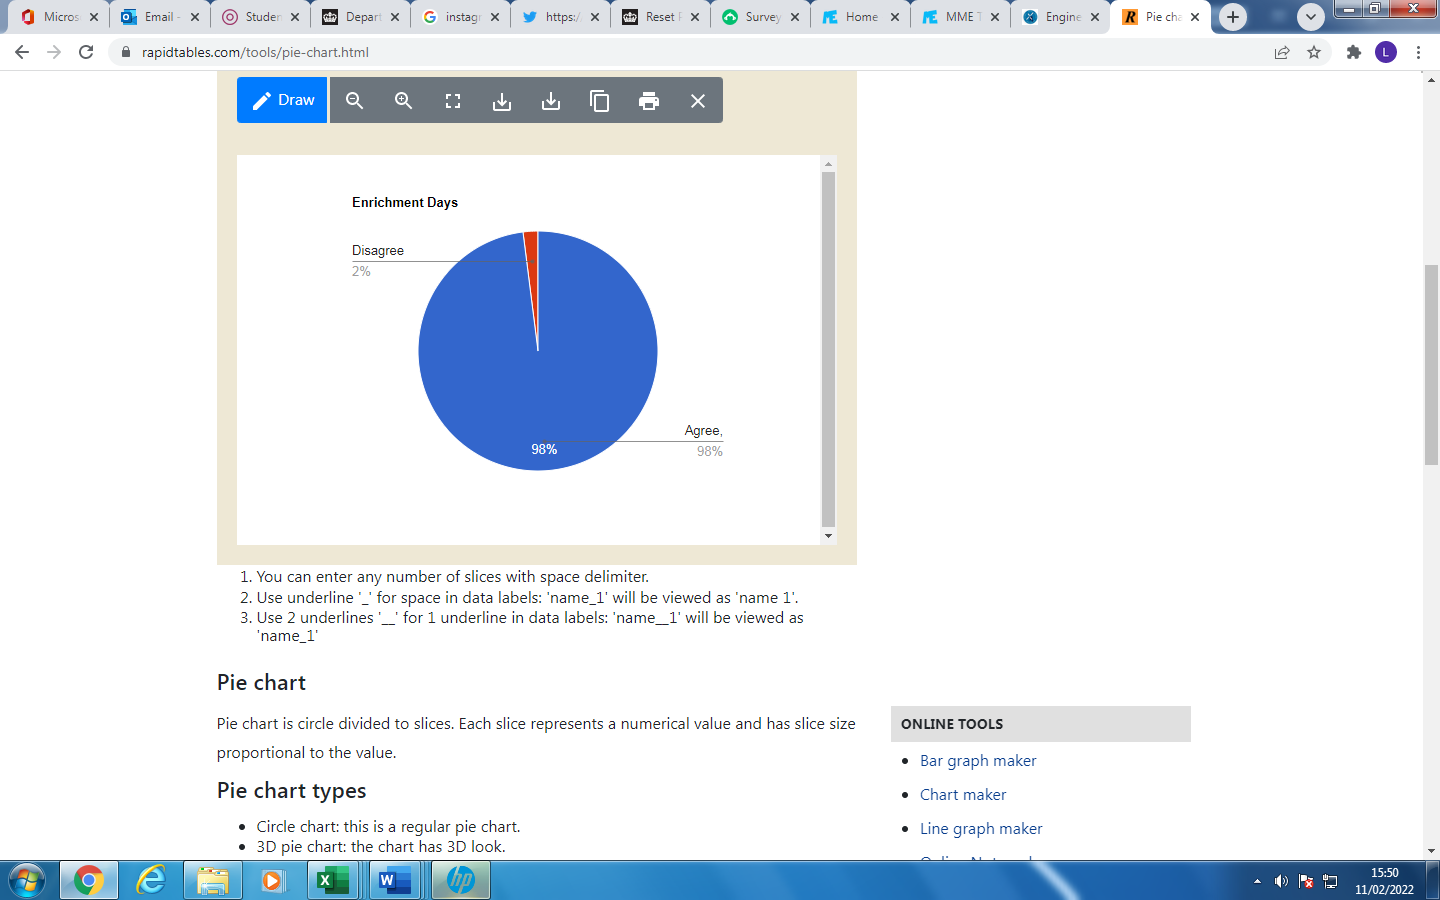 Micros
Email -
Studen
Depart
instagr
https:/
Reset P
Survey
Home
MME T
Engine
Pie cha
rapidtables.com/tools/pie-chart.html
L
Draw
Enrichment Days
Disagree
2%
98%
Agree,
98%
1. You can enter any number of slices with space delimiter.
2. Use underline '_' for space in data labels: 'name_1' will be viewed as 'name 1'.
3. Use 2 underlines '__' for 1 underline in data labels: 'name__1' will be viewed as
'name_1'
Pie chart
Pie chart is circle divided to slices. Each slice represents a numerical value and has slice size
proportional to the value.
Pie chart types
Circle chart: this is a regular pie chart.
3D pie chart: the chart has 3D look.
ONLINE TOOLS
Bar graph maker
Chart maker
Line graph maker
15:50
11/02/2022